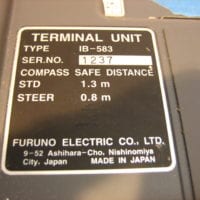 TERMINAL UNIT
TYPE IB-583
SER.NO. 1237
COMPASS SAFE DISTANCE
STD 1.3 m
STEER 0.8 m
FURUNO ELECTRIC CO., LTD.
9-52 Ashihara-Cho, Nishinomiya
City, Japan MADE IN JAPAN